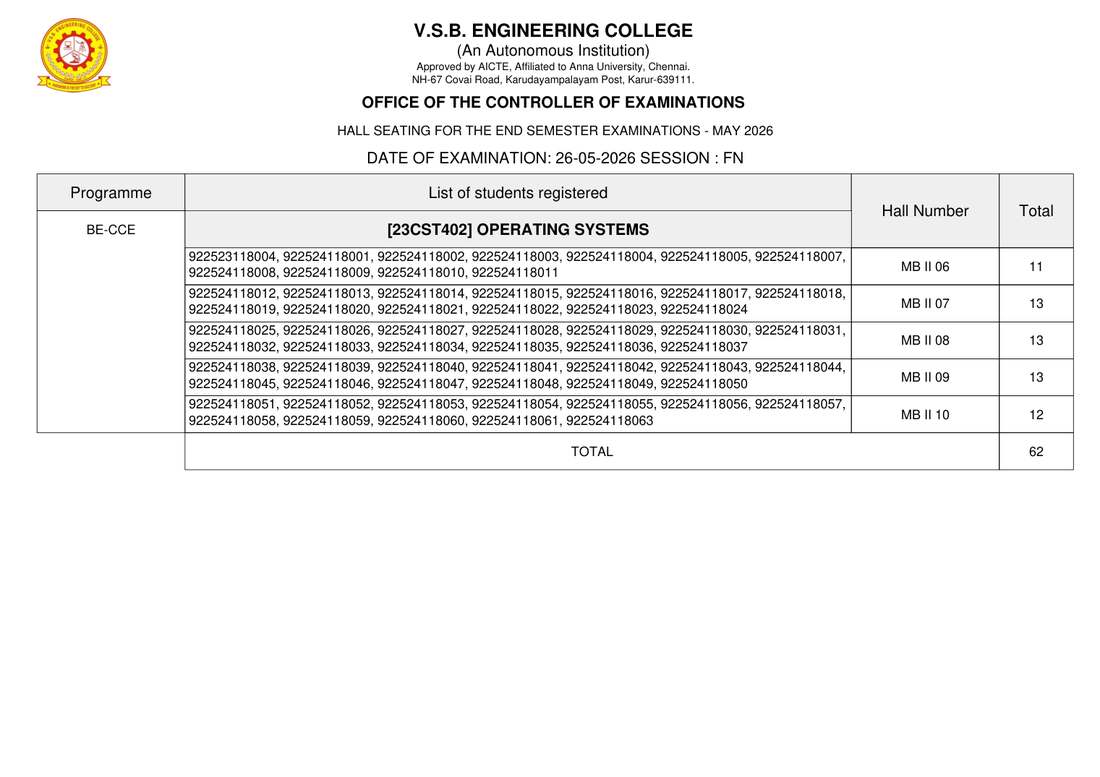 V.S.B. ENGINEERING COLLEGE
(An Autonomous Institution)
Approved by AICTE, Affiliated to Anna University, Chennai.
NH-67 Covai Road, Karudayampalayam Post, Karur-639111.
OFFICE OF THE CONTROLLER OF EXAMINATIONS
HALL SEATING FOR THE END SEMESTER EXAMINATIONS - MAY 2026
DATE OF EXAMINATION: 26-05-2026 SESSION : FN
Programme
List of students registered
Hall Number
Total
BE-CCE
[23CST402] OPERATING SYSTEMS
922523118004, 922524118001, 922524118002, 922524118003, 922524118004, 922524118005, 922524118007,
922524118008, 922524118009, 922524118010, 922524118011
MB II 06
11
922524118012, 922524118013, 922524118014, 922524118015, 922524118016, 922524118017, 922524118018,
922524118019, 922524118020, 922524118021, 922524118022, 922524118023, 922524118024
MB II 07
13
922524118025, 922524118026, 922524118027, 922524118028, 922524118029, 922524118030, 922524118031,
922524118032, 922524118033, 922524118034, 922524118035, 922524118036, 922524118037
MB II 08
13
922524118038, 922524118039, 922524118040, 922524118041, 922524118042, 922524118043, 922524118044,
922524118045, 922524118046, 922524118047, 922524118048, 922524118049, 922524118050
MB II 09
13
922524118051, 922524118052, 922524118053, 922524118054, 922524118055, 922524118056, 922524118057,
922524118058, 922524118059, 922524118060, 922524118061, 922524118063
MB II 10
12
TOTAL
62